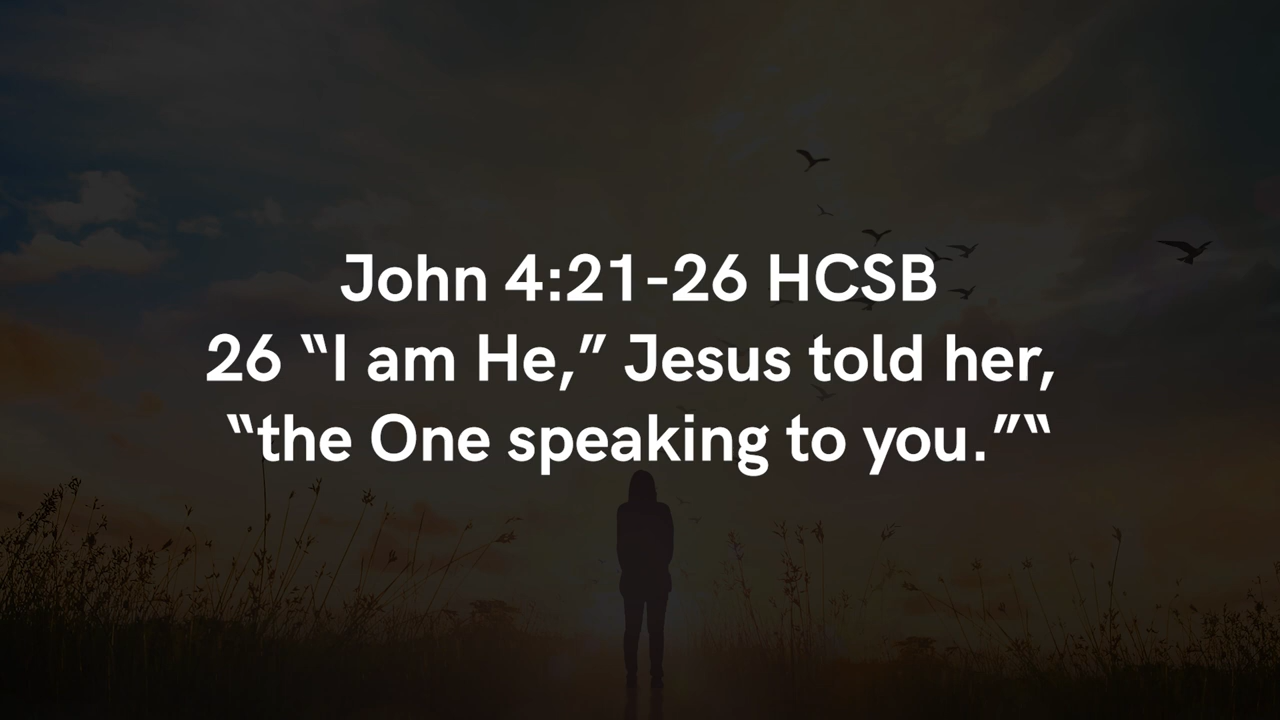 John 4:21-26 HCSB
26 “I am He,” Jesus told her,
“the One speaking to you.”“